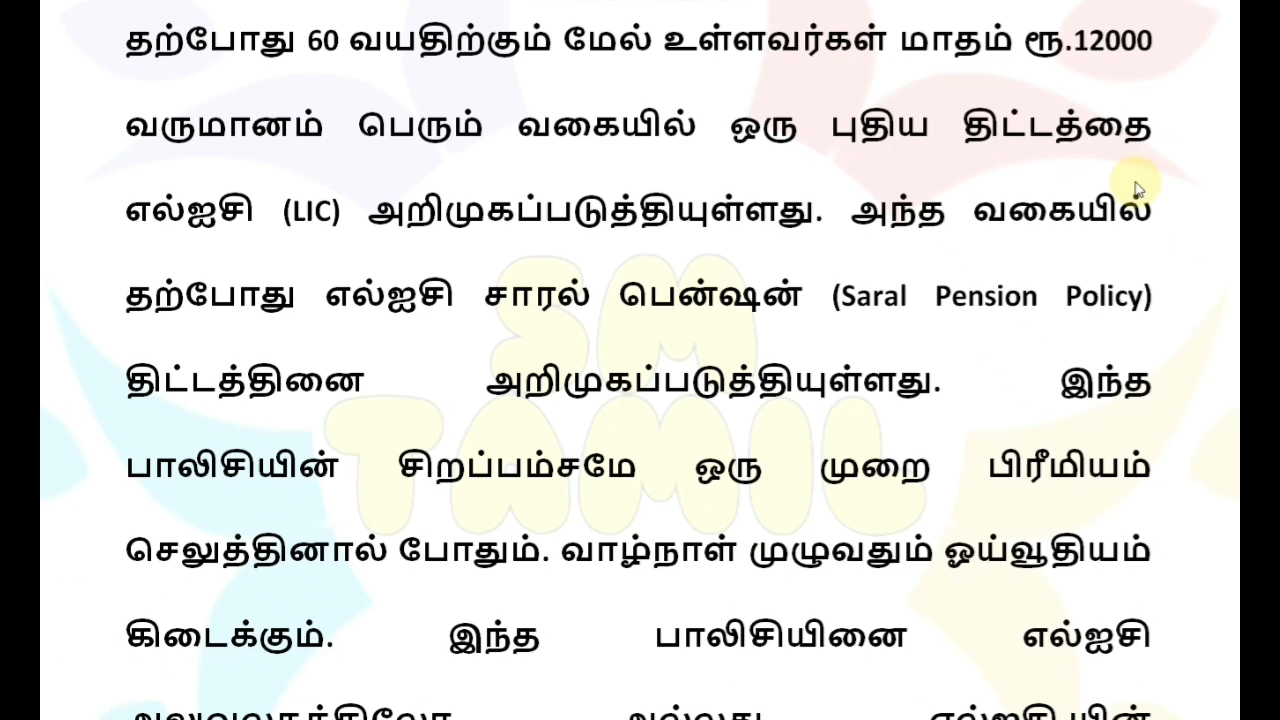 தற்போது 60 வயதிற்கும் மேல் உள்ளவர்கள் மாதம் ரூ.12000
வருமானம் பெரும் வகையில் ஒரு புதிய திட்டத்தை
எல்ஐசி (LIC) அறிமுகப்படுத்தியுள்ளது. அந்த வகையில்
தற்போது எல்ஐசி சாரல் பென்ஷன் (Saral Pension Policy)
திட்டத்தினை அறிமுகப்படுத்தியுள்ளது. இந்த
பாலிசியின் சிறப்பம்சமே ஒரு முறை பிரீமியம்
செலுத்தினால் போதும். வாழ்நாள் முழுவதும் ஓய்வூதியம்
கிடைக்கும். இந்த பாலிசியினை எல்ஐசி
SM
TAMIL